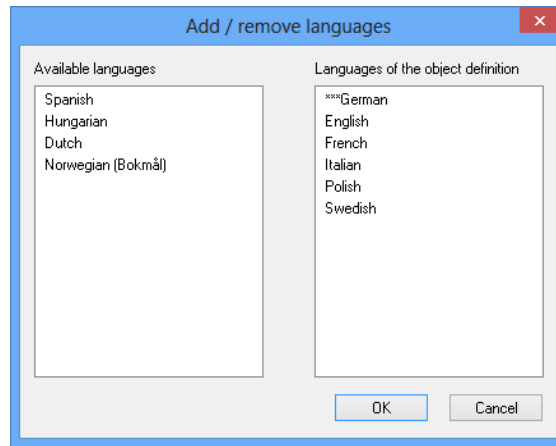 Add / remove languages
Available languages
Spanish
Hungarian
Dutch
Norwegian (Bokmål)
Languages of the object definition
***German
English
French
Italian
Polish
Swedish
OK
Cancel